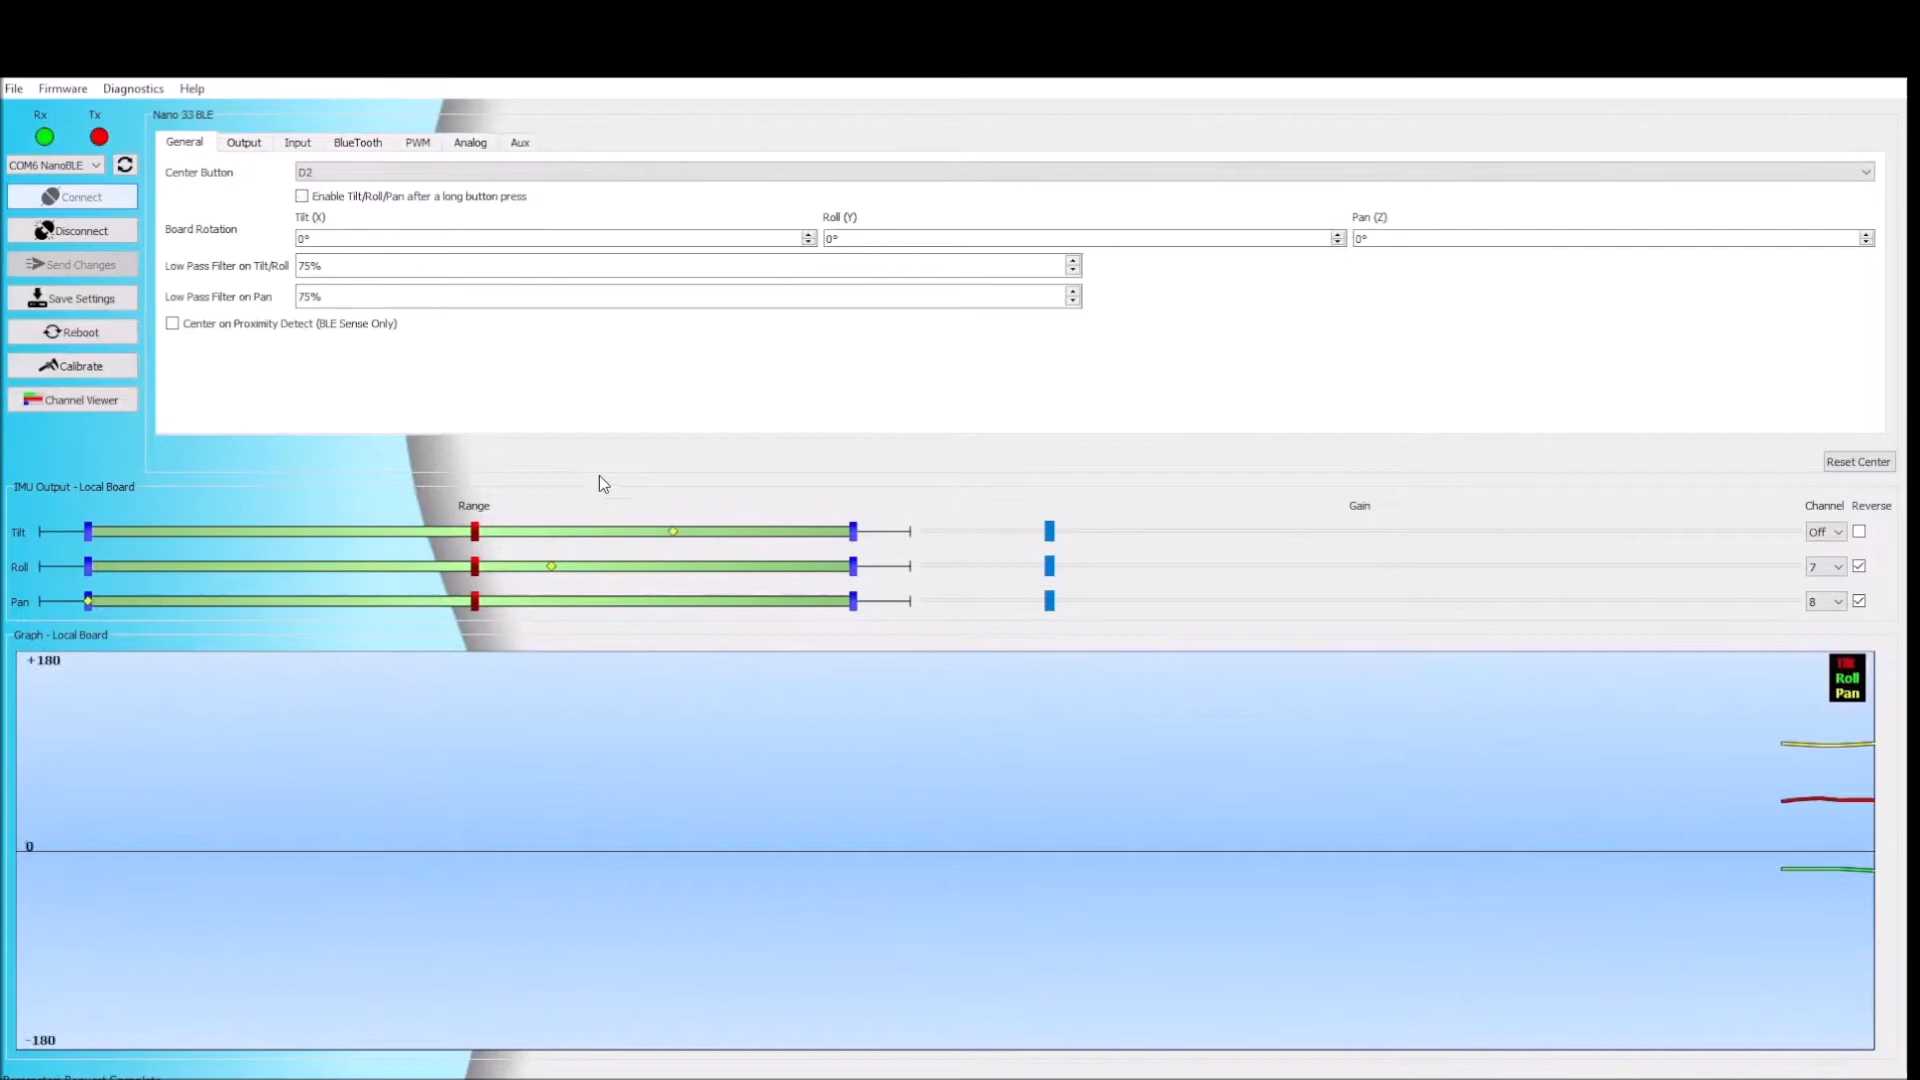 File Firmware Diagnostics Help
Rx Tx
Nano 33 BLE
General Output Input BlueTooth PWM Analog Aux
COM6 NanoBLE
Connect
Disconnect
Send Changes
Save Settings
Reboot
Calibrate
Channel Viewer
Center Button D2
Enable Tilt/Roll/Pan after a long button press
Tilt (X) Roll (Y) Pan (Z)
Board Rotation 0° 0° 0°
Low Pass Filter on Tilt/Roll 75%
Low Pass Filter on Pan 75%
Center on Proximity Detect (BLE Sense Only)
Reset Center
IMU Output - Local Board
Range Gain Channel Reverse
Tilt Off
Roll 7
Pan 8
Graph - Local Board
+180
Tilt
Roll
Pan
0
-180
Parameters Request Complete